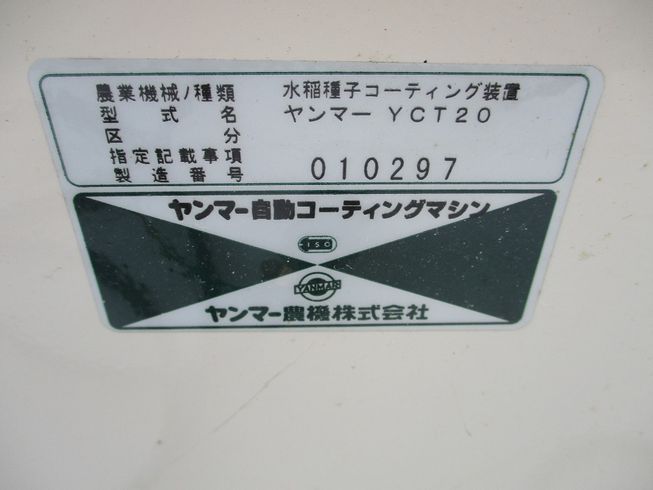 農業機械ノ種類 水稲種子コーティング装置
型式名 ヤンマー YCT20
区分
指定記載事項
製造番号 010297
ヤンマー自動コーティングマシン
ISC
YANMAR
ヤンマー農機株式会社